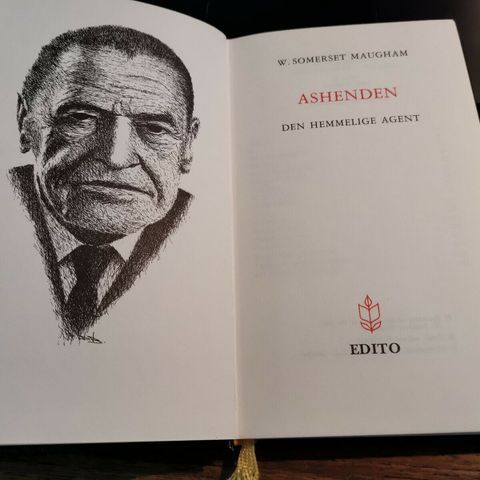 W. SOMERSET MAUGHAM
ASHENDEN
DEN HEMMELIGE AGENT
EDITO